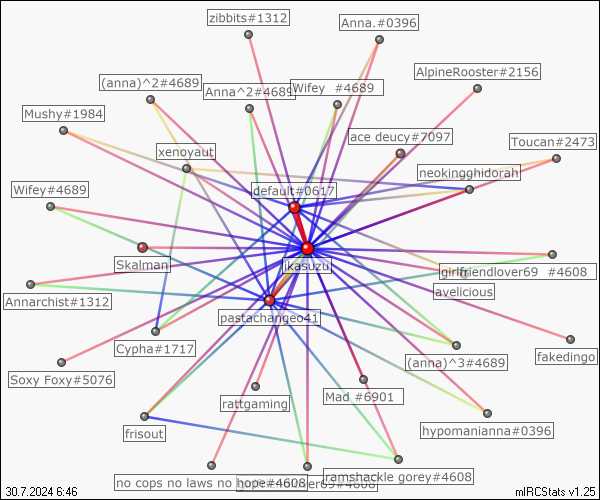 zibbits#1312
Anna.#0396
AlpineRooster#2156
(anna)^2#4689
Anna^2#4689
Wifey #4689
Mushy#1984
ace deucy#7097
Toucan#2473
xenoyaut
neokingghidorah
Wifey#4689
default#0617
Skalman
jikasuzu
girlfriendlover69 #4608
avelicious
Annarchist#1312
pastachangeo41
Cypha#1717
(anna)^3#4689
fakedingo
Soxy Foxy#5076
rattgaming
Mad #6901
hypomanianna#0396
frisout
no cops no laws no hope#4608
ramshackle gorey#4608
30.7.2024 6:46
mIRCStats v1.25